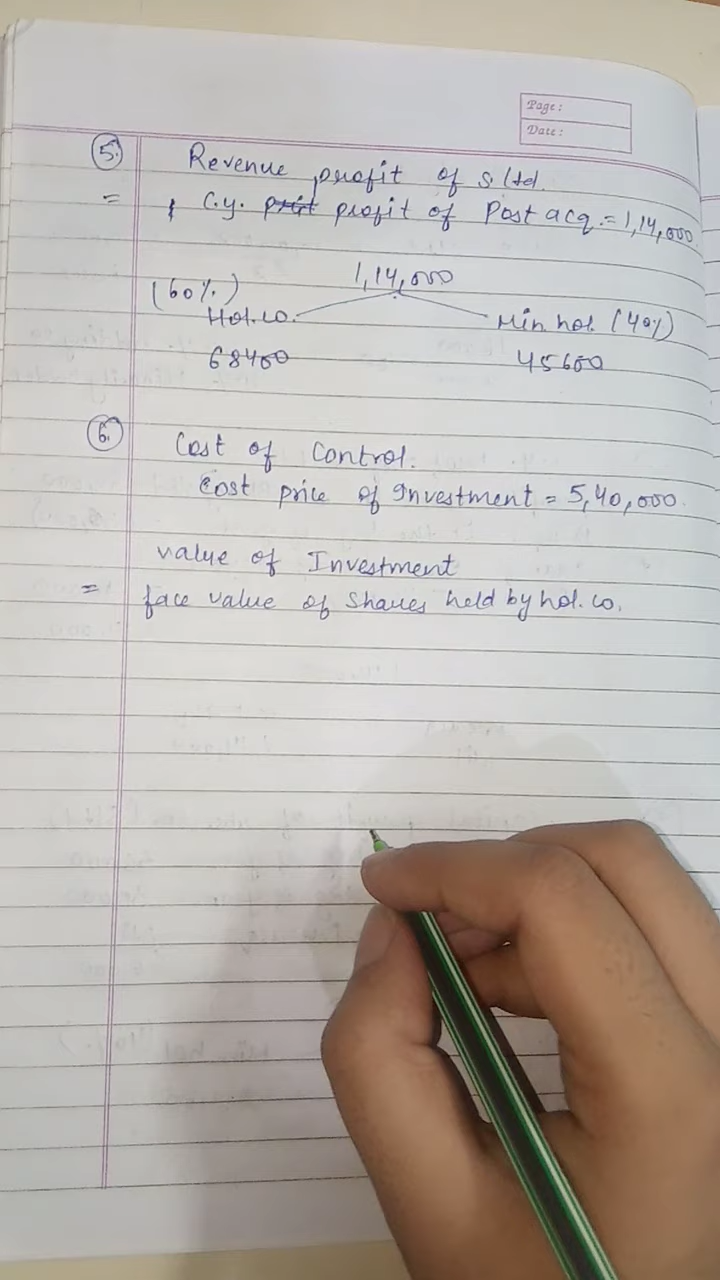 Page:
Date:
5. Revenue profit of S. Ltd.
= C.y. profit of Post acq. = 1,14,000
1,14,000
(60%)
Hol. co. Min hol. (40%)
68400 45600
6. Cost of Control.
Cost price of Investment = 5,40,000.
value of Investment
= face value of shares held by hol. co.